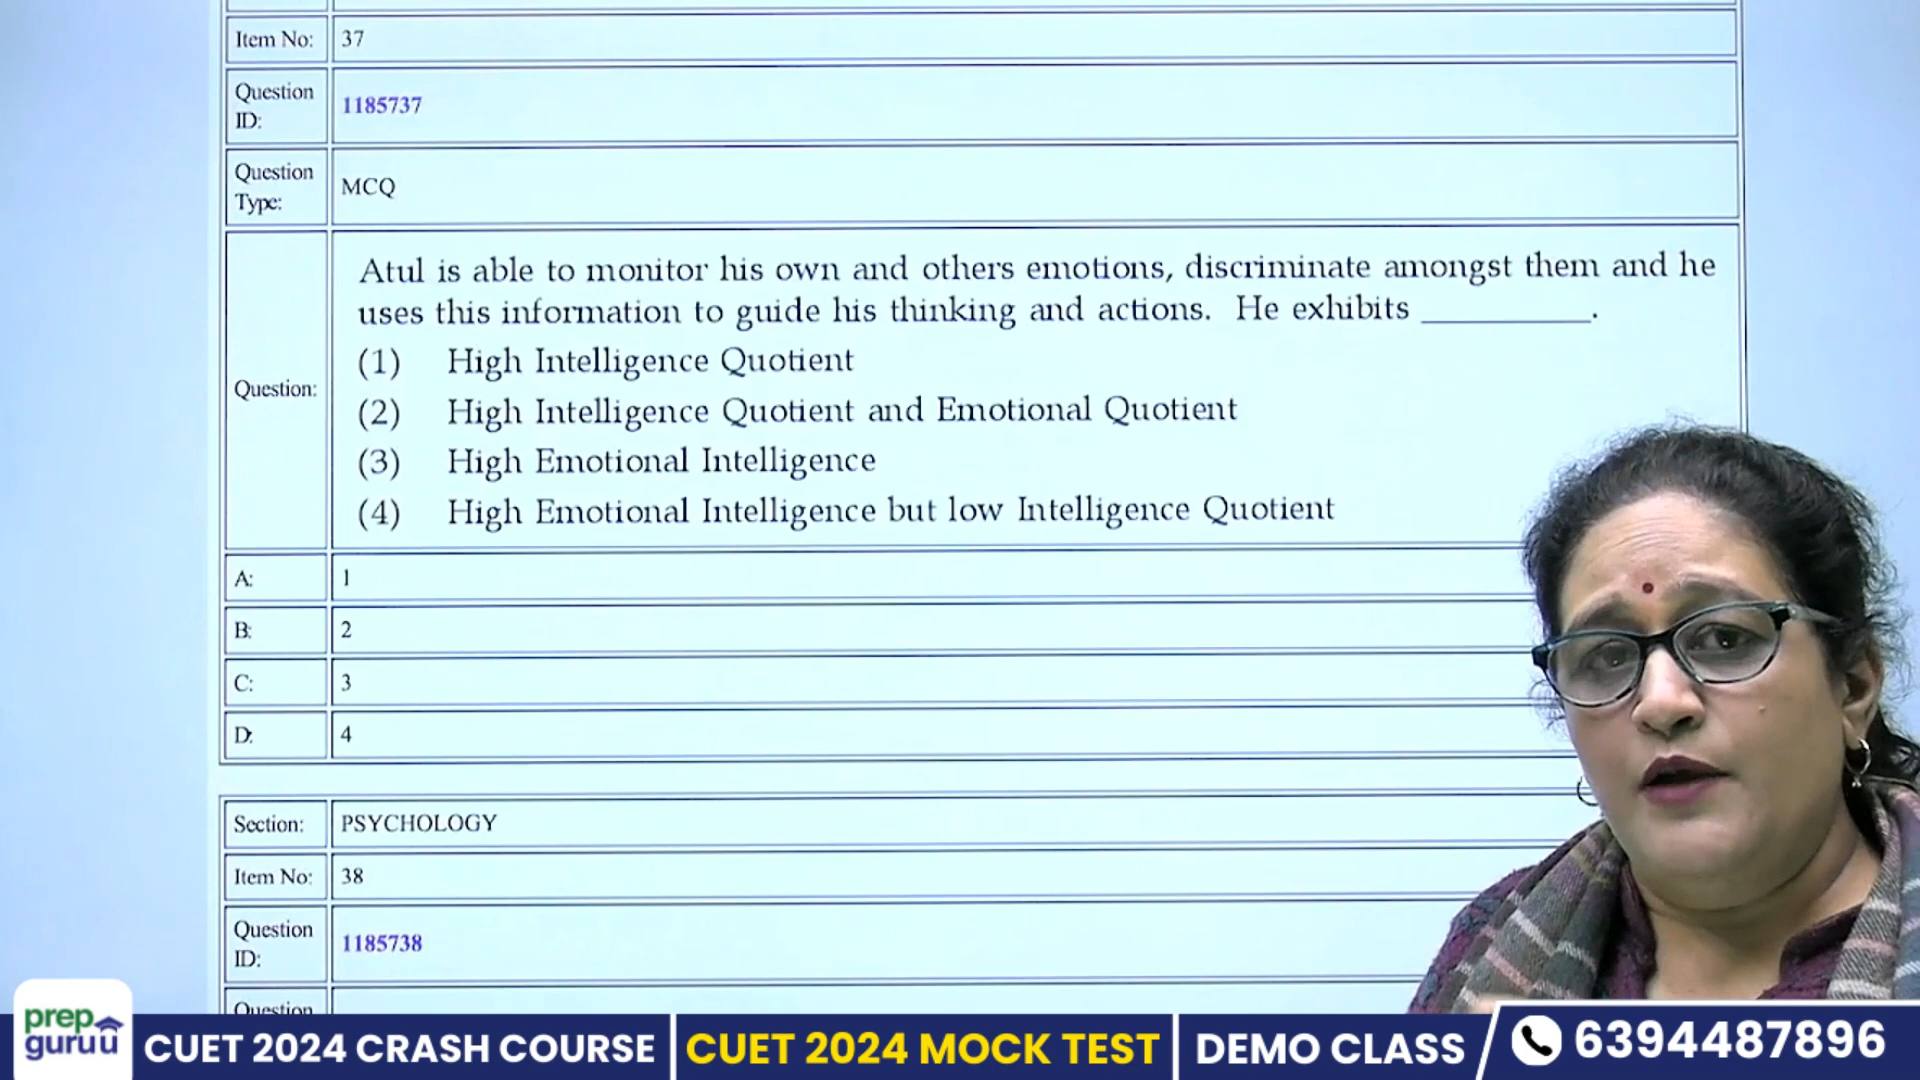 Item No: 37
Question ID: 1185737
Question Type: MCQ
Question:
Atul is able to monitor his own and others emotions, discriminate amongst them and he
uses this information to guide his thinking and actions. He exhibits __________.
(1) High Intelligence Quotient
(2) High Intelligence Quotient and Emotional Quotient
(3) High Emotional Intelligence
(4) High Emotional Intelligence but low Intelligence Quotient
A: 1
B: 2
C: 3
D: 4
Section: PSYCHOLOGY
Item No: 38
Question ID: 1185738
Question
prep guruu
CUET 2024 CRASH COURSE CUET 2024 MOCK TEST DEMO CLASS 6394487896